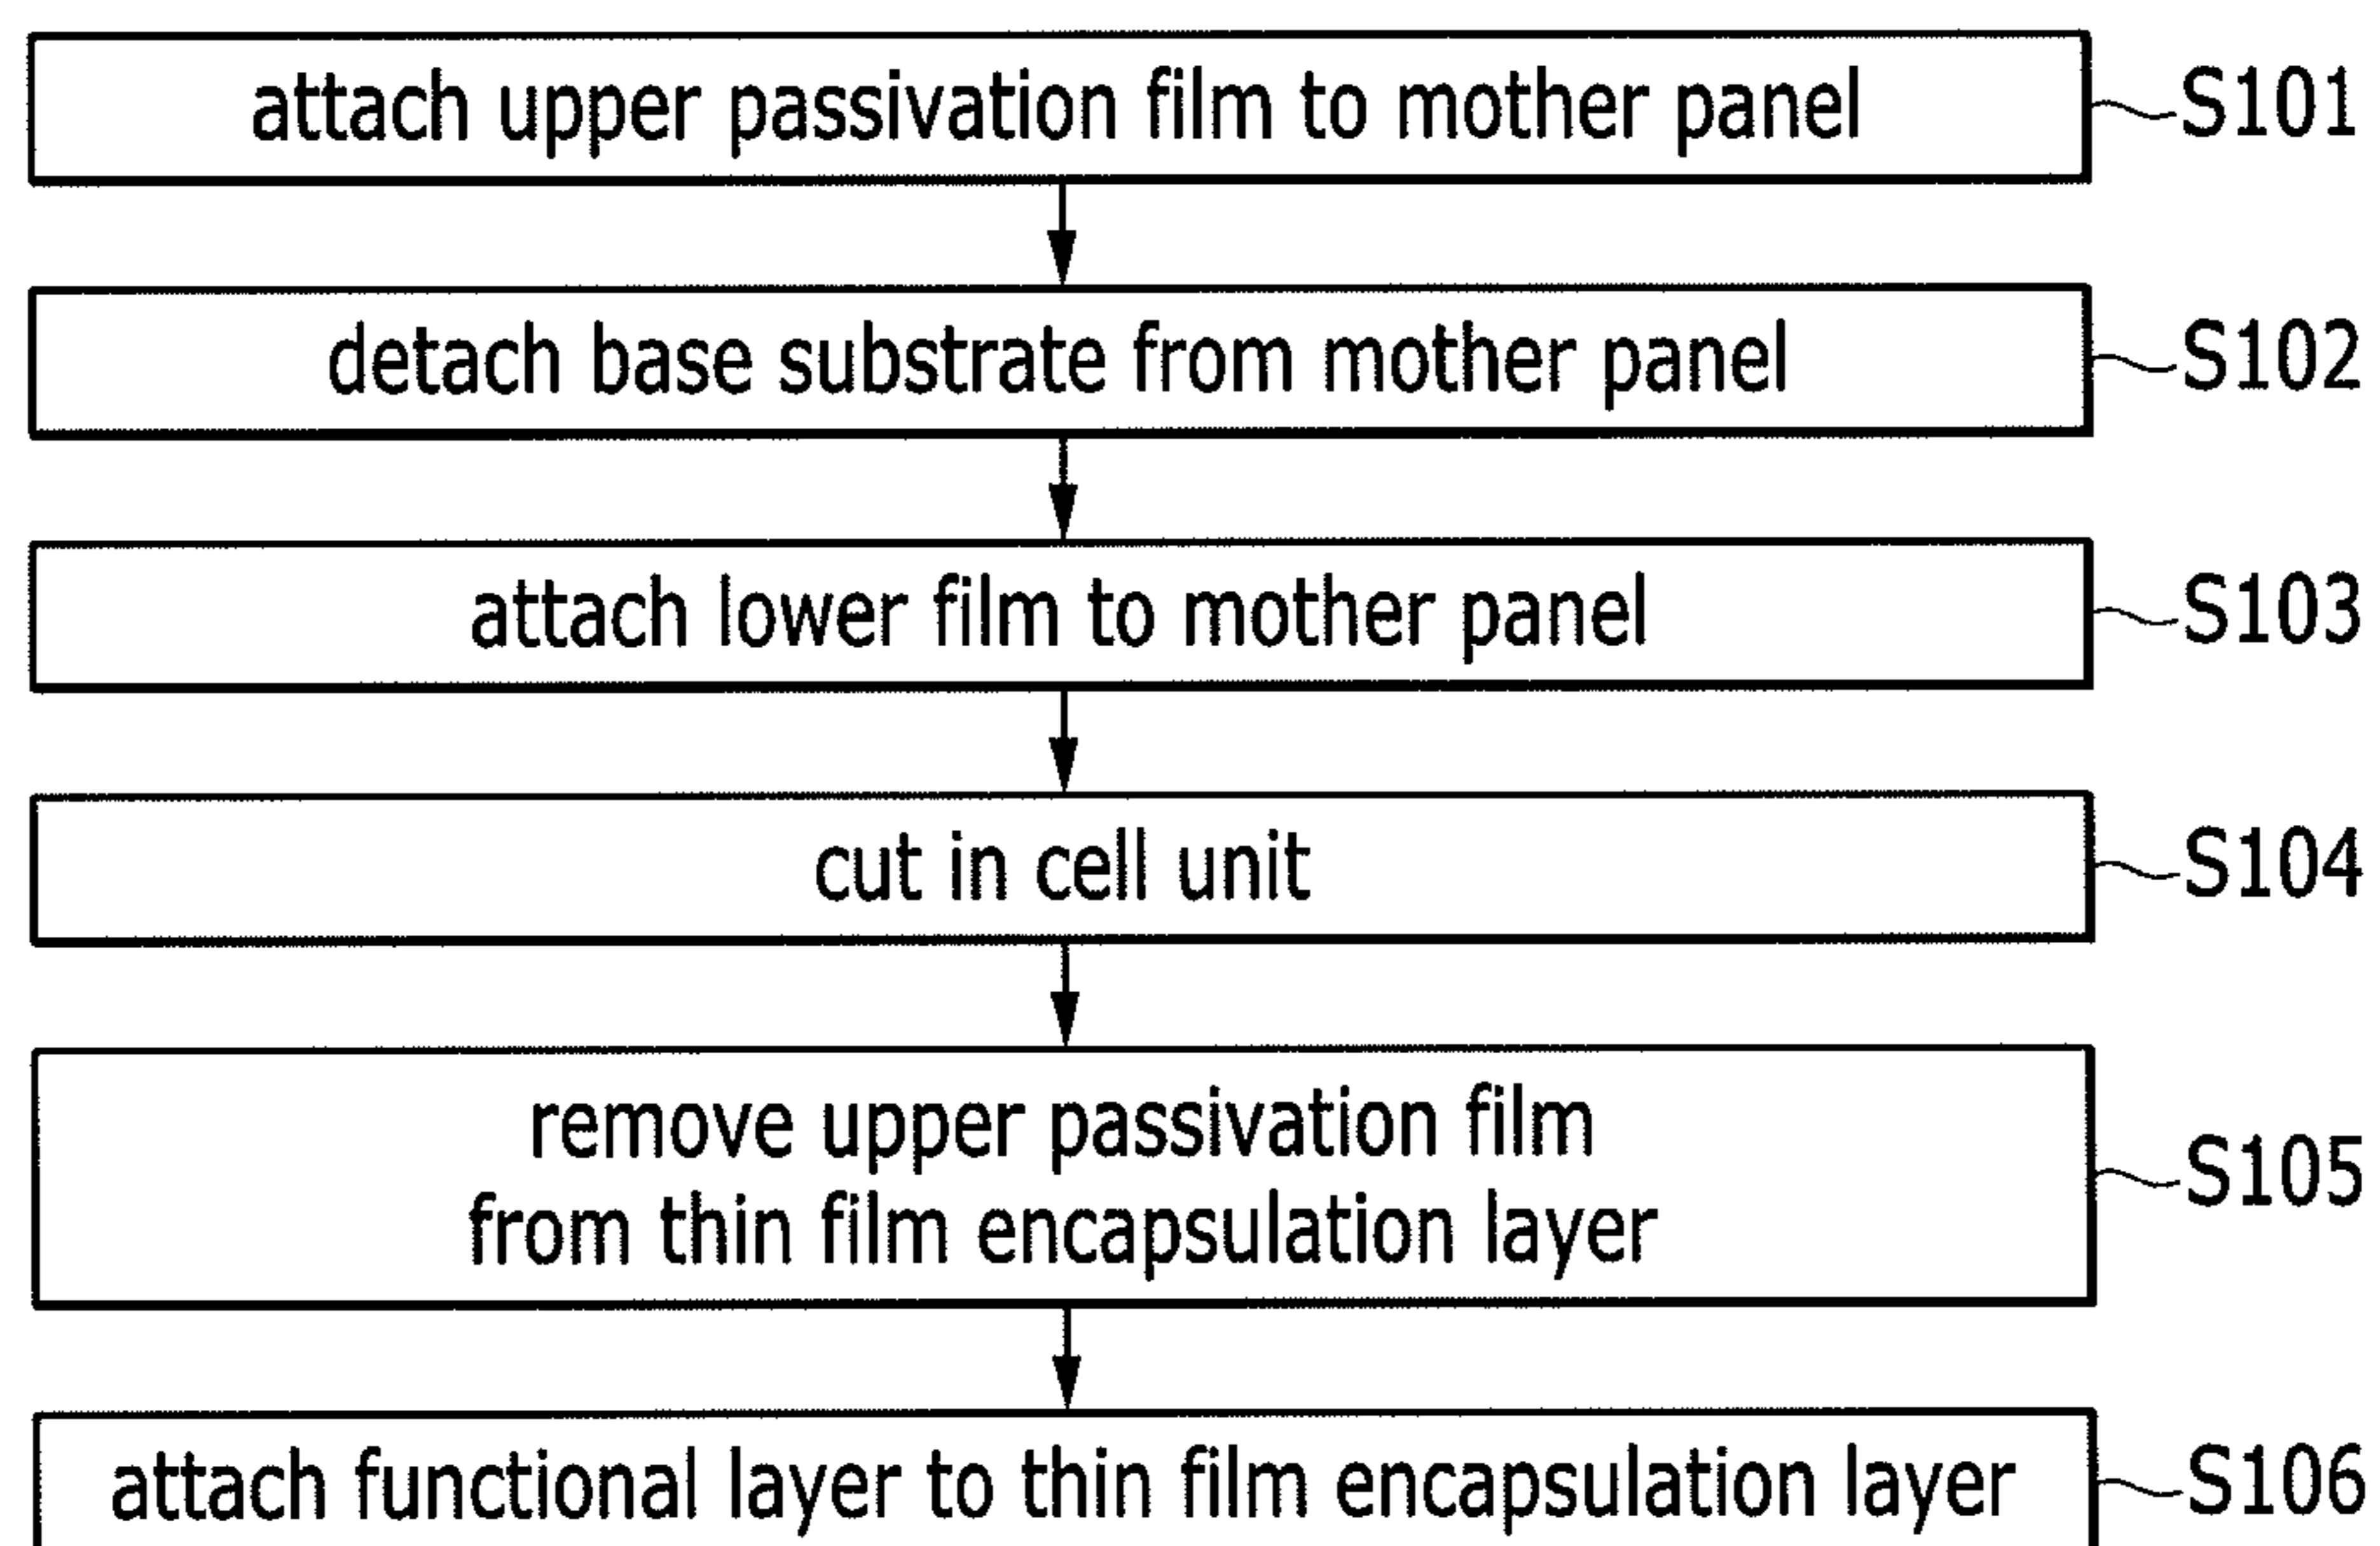 attach upper passivation film to mother panel S101
detach base substrate from mother panel S102
attach lower film to mother panel S103
cut in cell unit S104
remove upper passivation film
from thin film encapsulation layer S105
attach functional layer to thin film encapsulation layer S106